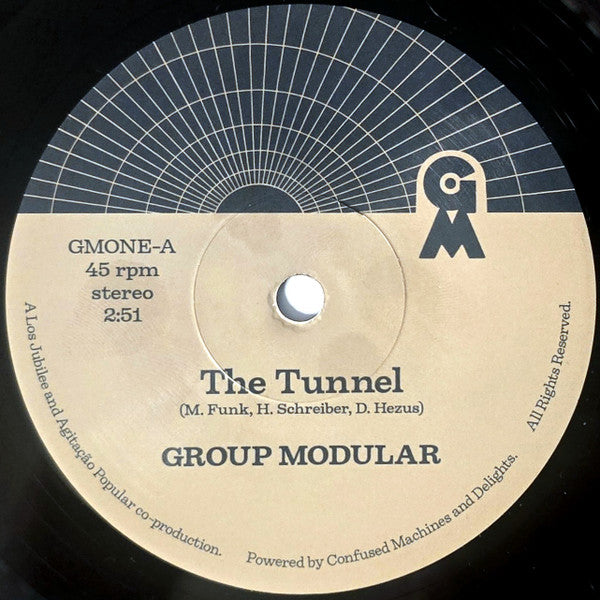 GM
GMONE-A
45 rpm
stereo
2:51
The Tunnel
(M. Funk, H. Schreiber, D. Hezus)
GROUP MODULAR
A Los Jubilee and Agitação Popular co-production.
Powered by Confused Machines and Delights.
All Rights Reserved.